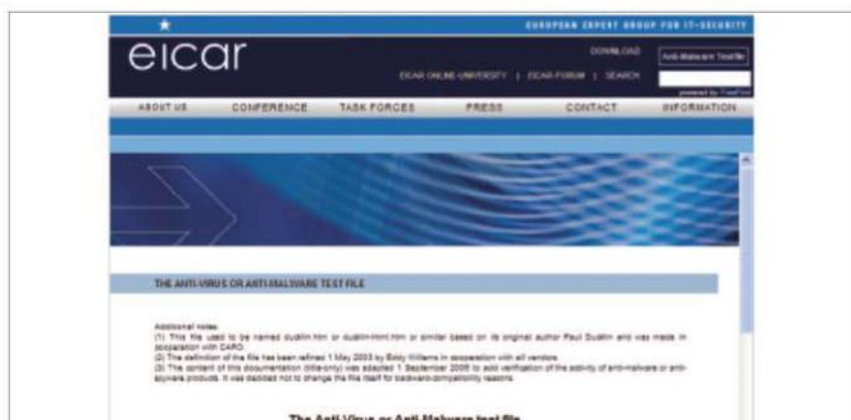 EUROPEAN EXPERT GROUP FOR IT-SECURITY
eicar
DOWNLOAD
Anti-Malware Testfile
EICAR ONLINE-UNIVERSITY | EICAR-FORUM | SEARCH
powered by FreeFind
ABOUT US CONFERENCE TASK FORCES PRESS CONTACT INFORMATION
THE ANTI-VIRUS OR ANTI-MALWARE TEST FILE
Additional notes:
(1) This file used to be named ducklin.htm or ducklin-html.htm or similar based on its original author Paul Ducklin and was made in
cooperation with CARO.
(2) The definition of the file has been refined 1 May 2003 by Eddy Willems in cooperation with all vendors.
(3) The content of this documentation (title-only) was adapted 1 September 2006 to add verification of the activity of anti-malware or anti-
spyware products. It was decided not to change the file itself for backward-compatibility reasons.
The Anti-Virus or Anti-Malware test file